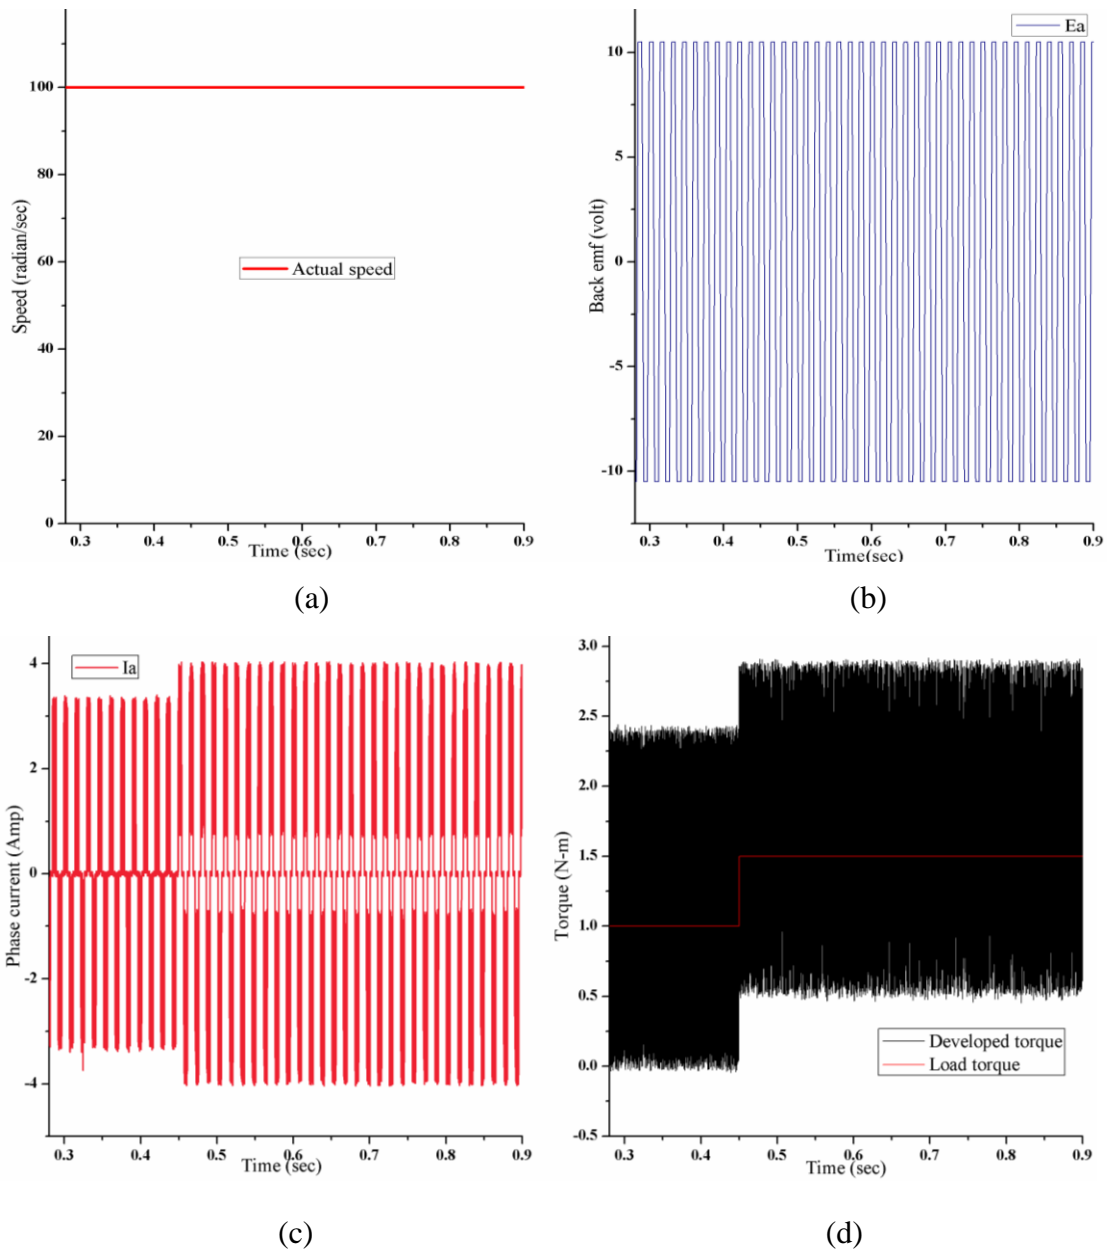 Speed (radian/sec)
100
80
60
40
20
0
Actual speed
0.3 0.4 0.5 0.6 0.7 0.8 0.9
Time (sec)
(a)
Ea
Back emf (volt)
10
5
0
-5
-10
0.3 0.4 0.5 0.6 0.7 0.8 0.9
Time(sec)
(b)
Ia
Phase current (Amp)
4
2
0
-2
-4
0.3 0.4 0.5 0.6 0.7 0.8 0.9
Time (sec)
(c)
Torque (N-m)
3.0
2.5
2.0
1.5
1.0
0.5
0.0
-0.5
Developed torque
Load torque
0.3 0.4 0.5 0.6 0.7 0.8 0.9
Time (sec)
(d)